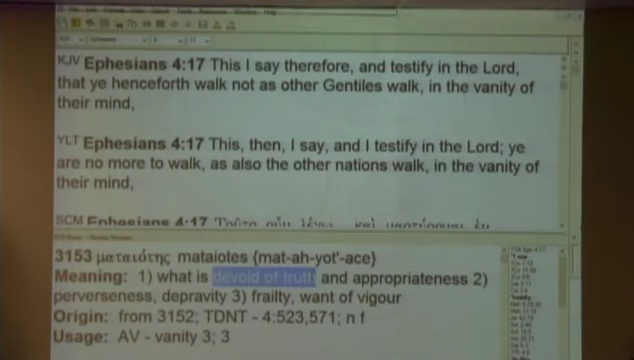 KJV Ephesians 4:17 This I say therefore, and testify in the Lord,
that ye henceforth walk not as other Gentiles walk, in the vanity of
their mind,
YLT Ephesians 4:17 This, then, I say, and I testify in the Lord; ye
are no more to walk, as also the other nations walk, in the vanity of
their mind,
SCM Ephesians 4:17
3153 ματαιότης mataiotes {mat-ah-yot'-ace}
Meaning: 1) what is devoid of truth and appropriateness 2)
perverseness, depravity 3) frailty, want of vigour
Origin: from 3152; TDNT - 4:523,571; n f
Usage: AV - vanity 3; 3